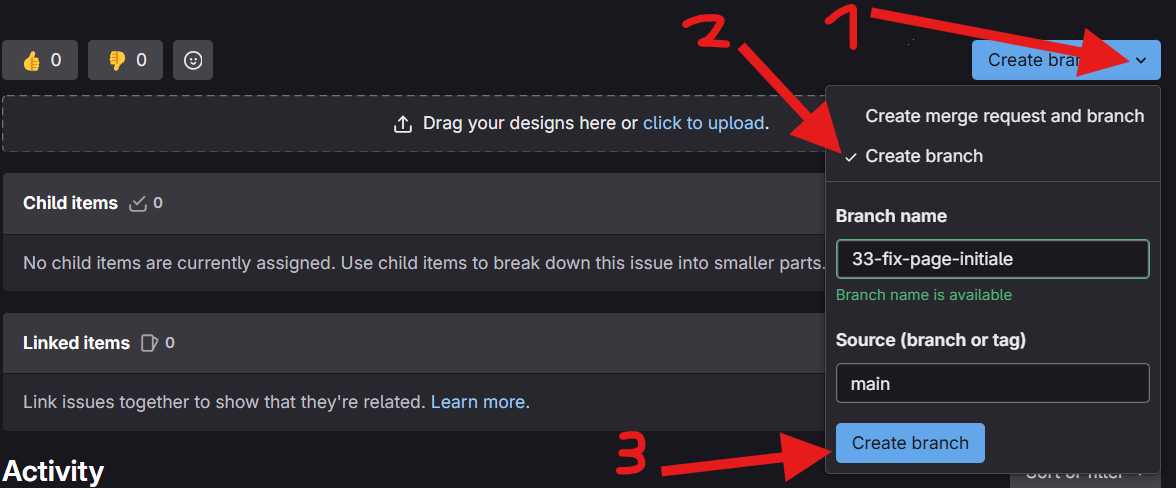 2
1
0
0
Create bran
Drag your designs here or click to upload.
Create merge request and branch
Create branch
Child items 0
No child items are currently assigned. Use child items to break down this issue into smaller parts.
Branch name
33-fix-page-initiale
Branch name is available
Linked items 0
Link issues together to show that they're related. Learn more.
Source (branch or tag)
main
3
Create branch
Activity
Sort or filter